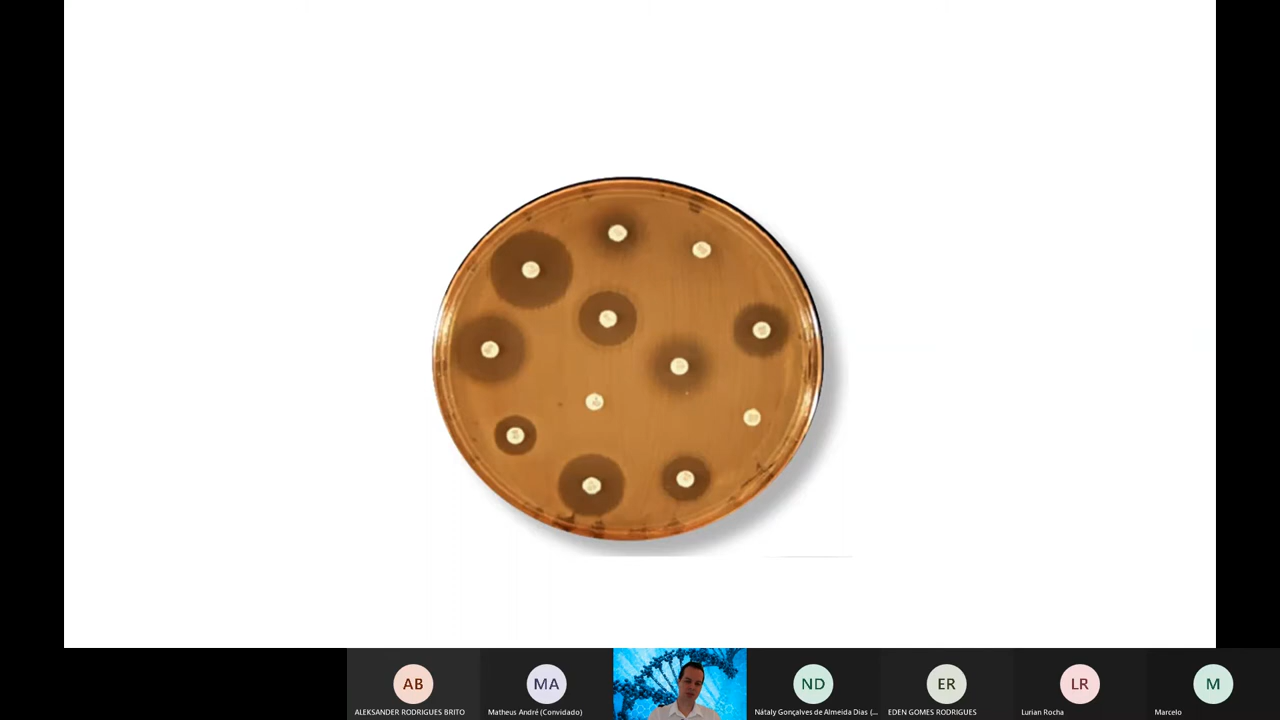 AB
MA
ND
ER
LR
M
ALEKSANDER RODRIGUES BRITO
Matheus André (Convidado)
Nátaly Gonçalves de Almeida Dias (...
EDEN GOMES RODRIGUES
Lurian Rocha
Marcelo